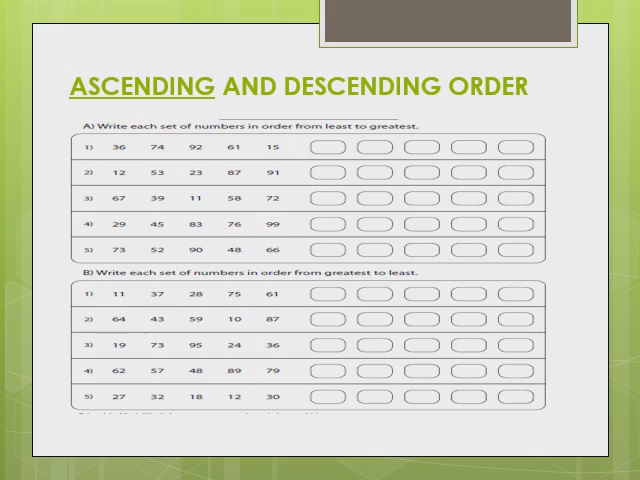 ASCENDING AND DESCENDING ORDER
A) Write each set of numbers in order from least to greatest.
1) 36 74 92 61 15
2) 12 53 23 87 91
3) 67 39 11 58 72
4) 29 45 83 76 99
5) 73 52 90 48 66
B) Write each set of numbers in order from greatest to least.
1) 11 37 28 75 61
2) 64 43 59 10 87
3) 19 73 95 24 36
4) 62 57 48 89 79
5) 27 32 18 12 30